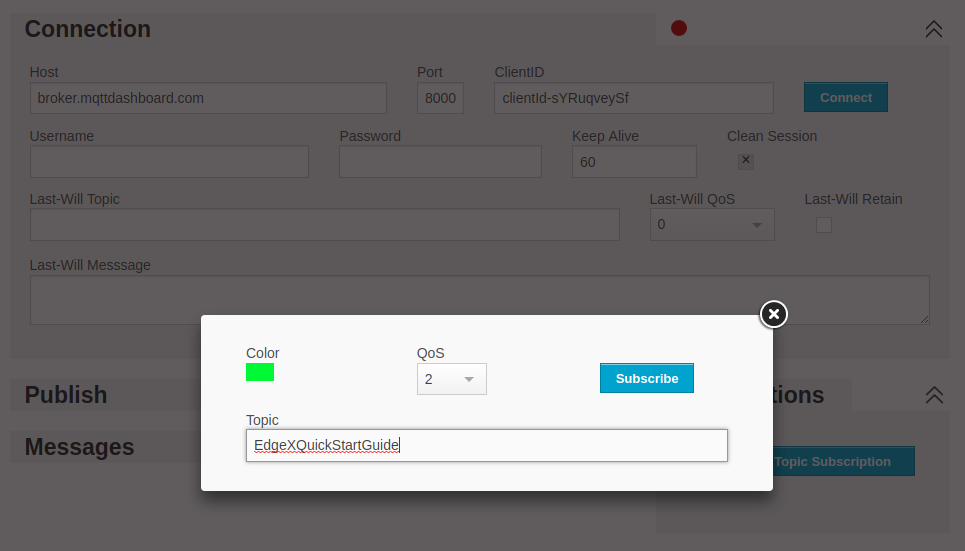 Connection
Host Port ClientID
broker.mqttdashboard.com 8000 clientId-sYRuqveySf Connect
Username Password Keep Alive Clean Session
60
Last-Will Topic Last-Will QoS Last-Will Retain
0
Last-Will Messsage
Color QoS
2 Subscribe
Publish tions
Topic
EdgeXQuickStartGuide
Messages
Topic Subscription